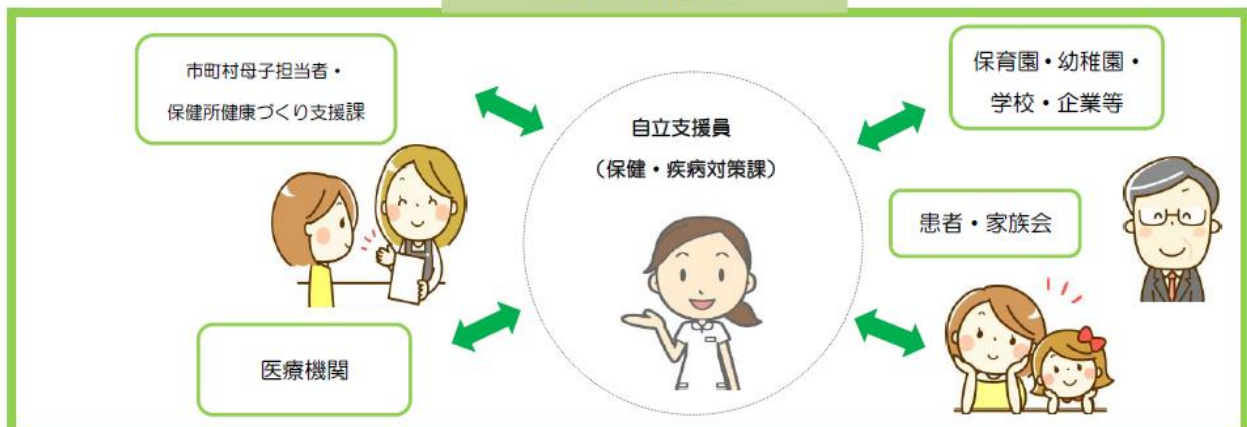 市町村母子担当者・
保健所健康づくり支援課
自立支援員
（保健・疾病対策課）
保育園・幼稚園・
学校・企業等
患者・家族会
医療機関